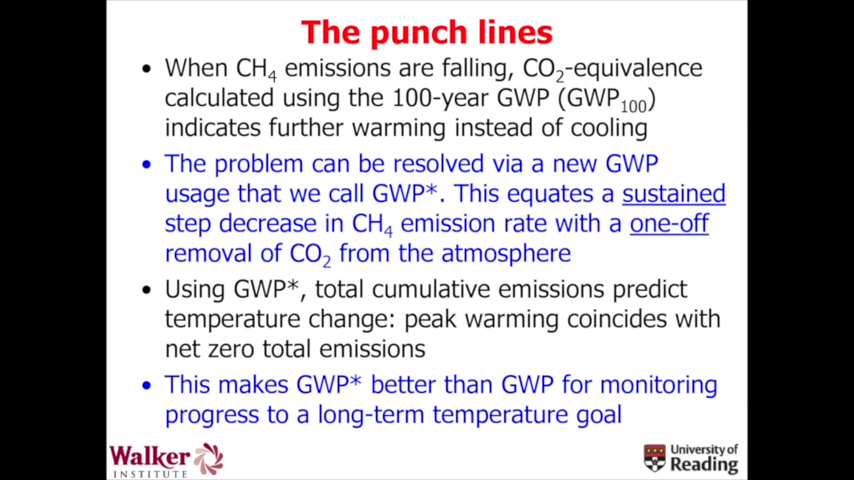 The punch lines
• When CH₄ emissions are falling, CO₂-equivalence
calculated using the 100-year GWP (GWP₁₀₀)
indicates further warming instead of cooling
• The problem can be resolved via a new GWP
usage that we call GWP*. This equates a sustained
step decrease in CH₄ emission rate with a one-off
removal of CO₂ from the atmosphere
• Using GWP*, total cumulative emissions predict
temperature change: peak warming coincides with
net zero total emissions
• This makes GWP* better than GWP for monitoring
progress to a long-term temperature goal
Walker
INSTITUTE
University of
Reading